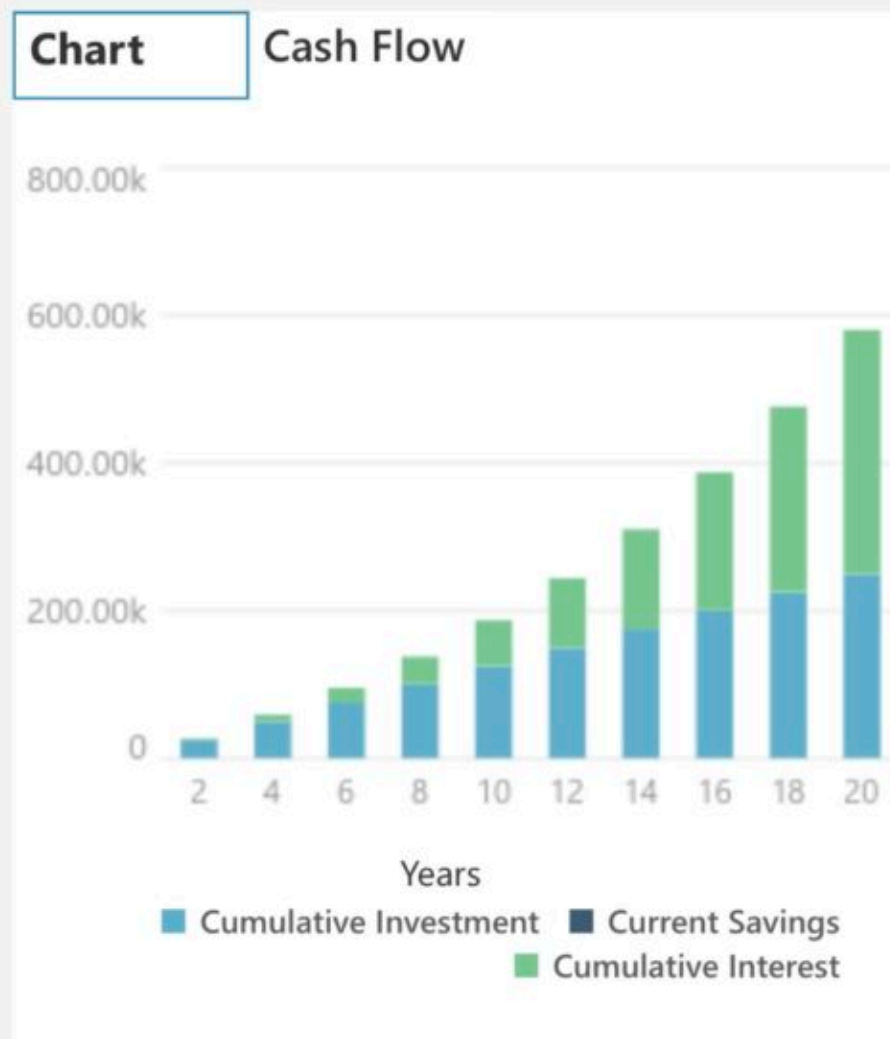 Chart Cash Flow
800.00k
600.00k
400.00k
200.00k
0
2 4 6 8 10 12 14 16 18 20
Years
Cumulative Investment Current Savings
Cumulative Interest